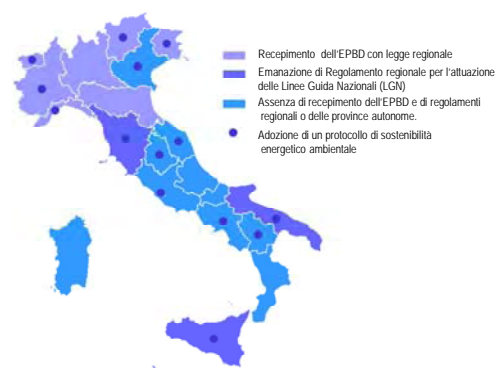 Recepimento dell'EPBD con legge regionale
Emanazione di Regolamento regionale per l'attuazione
delle Linee Guida Nazionali (LGN)
Assenza di recepimento dell'EPBD e di regolamenti
regionali o delle province autonome.
Adozione di un protocollo di sostenibilità
energetico ambientale